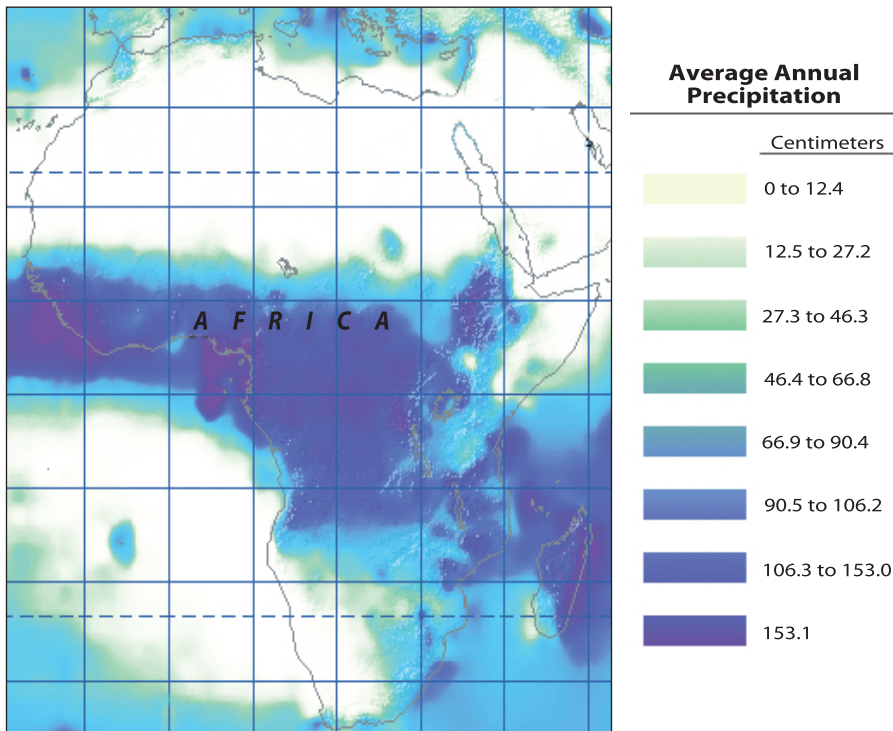 A F R I C A
Average Annual
Precipitation
Centimeters
0 to 12.4
12.5 to 27.2
27.3 to 46.3
46.4 to 66.8
66.9 to 90.4
90.5 to 106.2
106.3 to 153.0
153.1